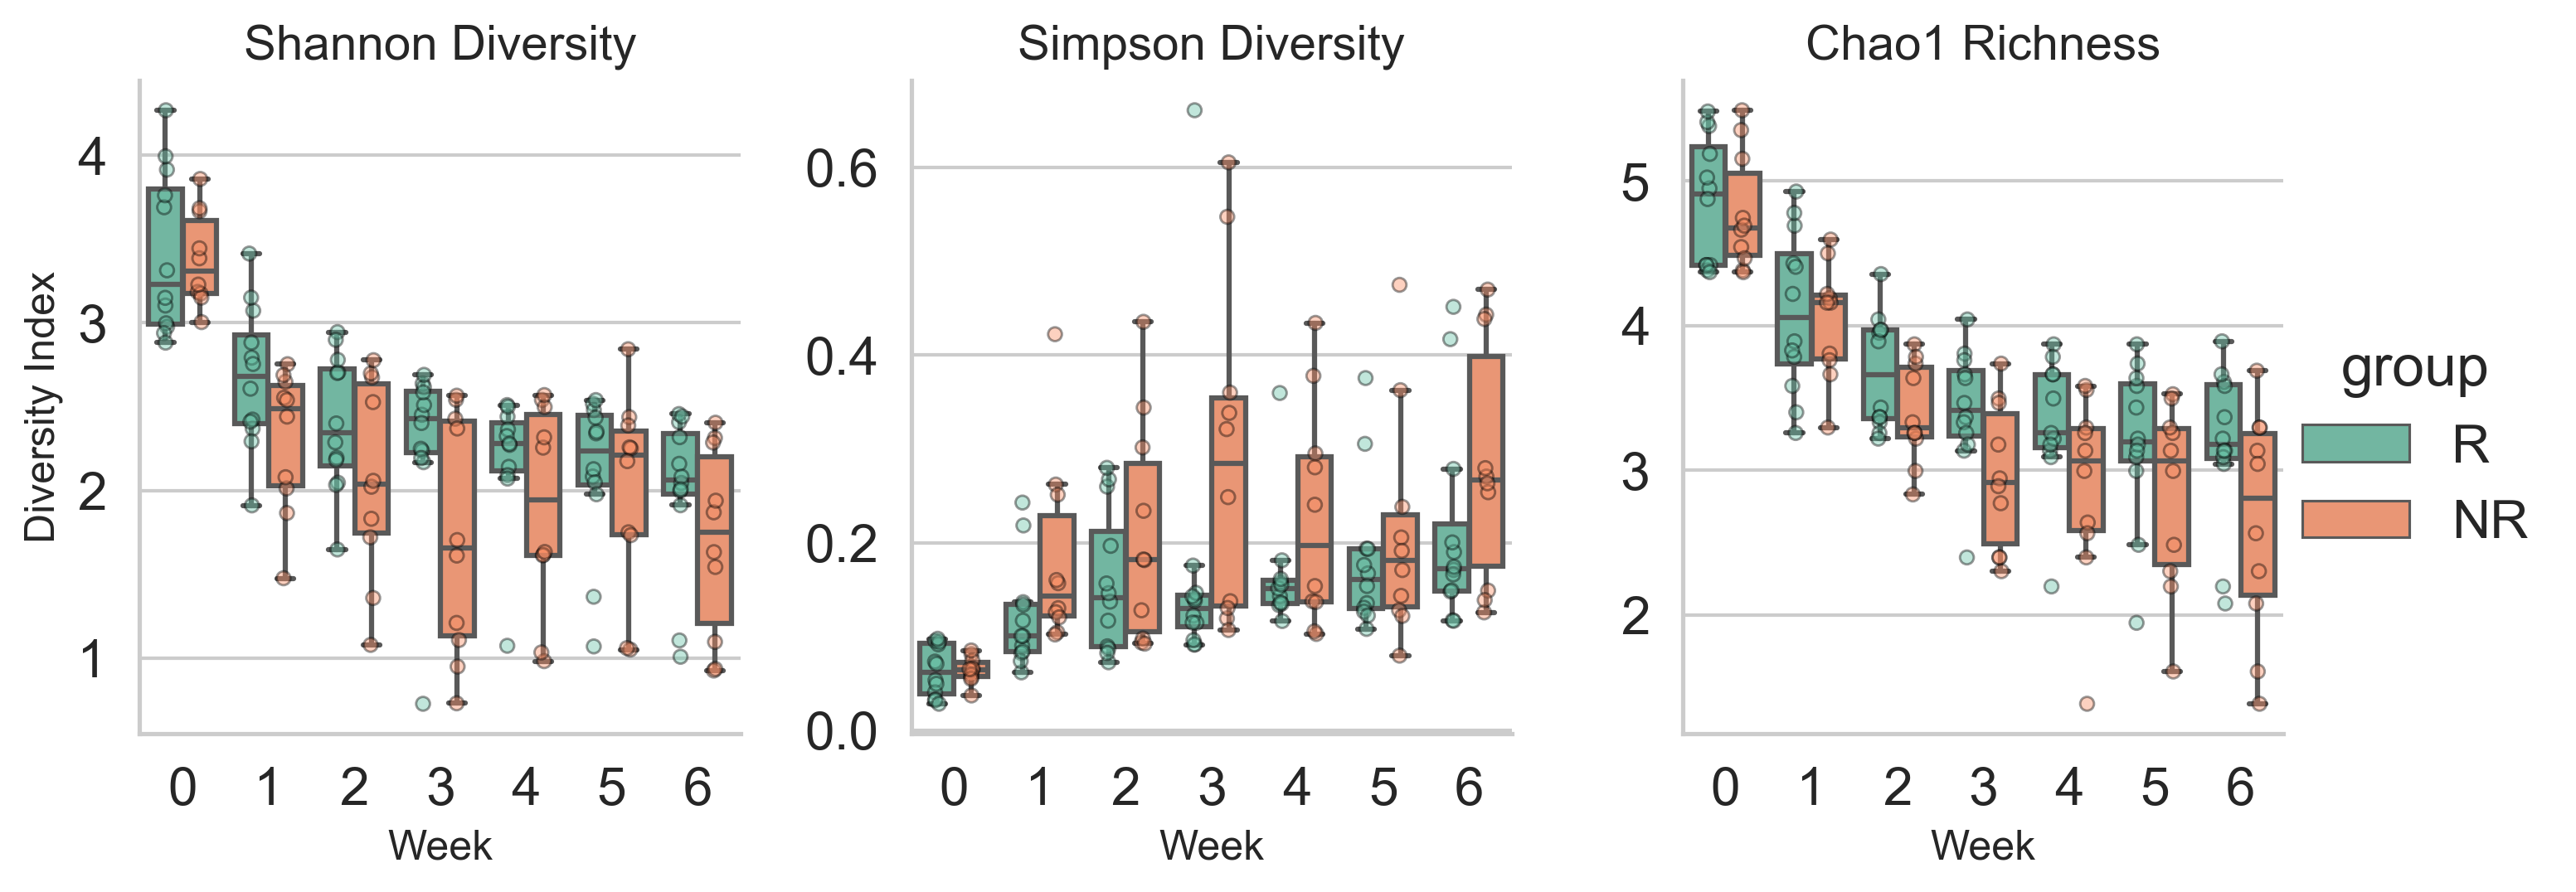 Shannon Diversity
Simpson Diversity
Chao1 Richness
Diversity Index
4
3
2
1
0 1 2 3 4 5 6
Week
0.6
0.4
0.2
0.0
0 1 2 3 4 5 6
Week
5
4
3
2
0 1 2 3 4 5 6
Week
group
R
NR